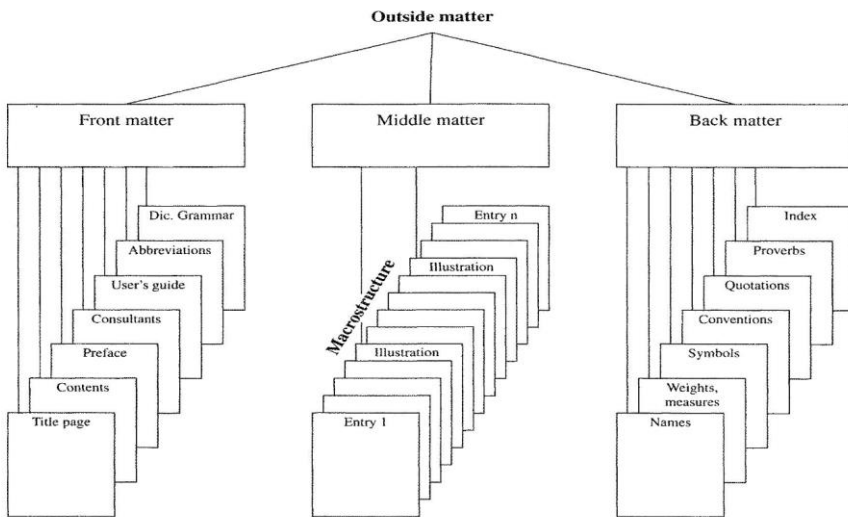 Outside matter
Front matter
Middle matter
Back matter
Dic. Grammar
Abbreviations
User's guide
Consultants
Preface
Contents
Title page
Macrostructure
Entry n
Illustration
Illustration
Entry 1
Index
Proverbs
Quotations
Conventions
Symbols
Weights,
measures
Names